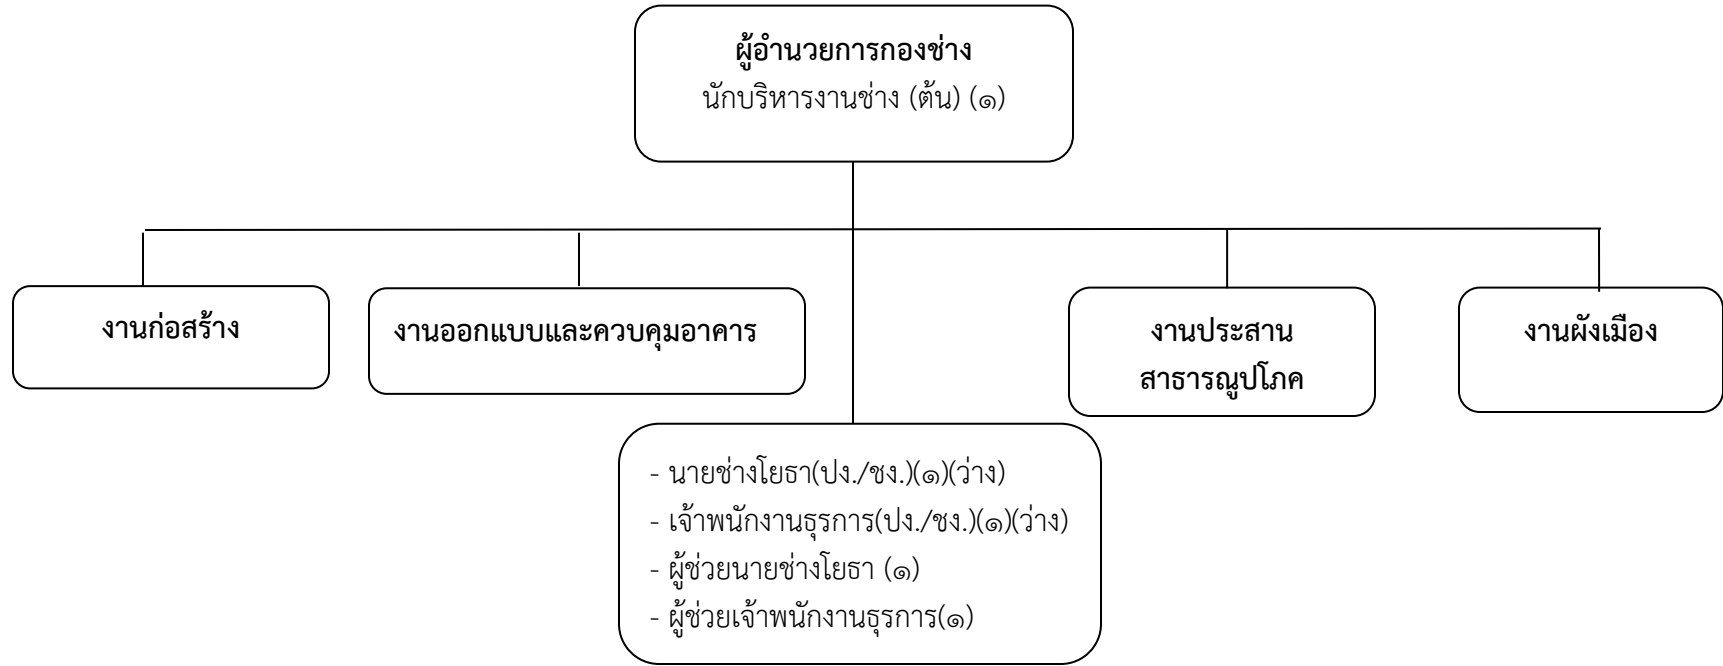 ผู้อำนวยการกองช่าง
นักบริหารงานช่าง (ต้น) (๑)
งานก่อสร้าง
งานออกแบบและควบคุมอาคาร
งานประสาน
สาธารณูปโภค
งานผังเมือง
- นายช่างโยธา(ปง./ชง.)(๑)(ว่าง)
- เจ้าพนักงานธุรการ(ปง./ชง.)(๑)(ว่าง)
- ผู้ช่วยนายช่างโยธา (๑)
- ผู้ช่วยเจ้าพนักงานธุรการ(๑)